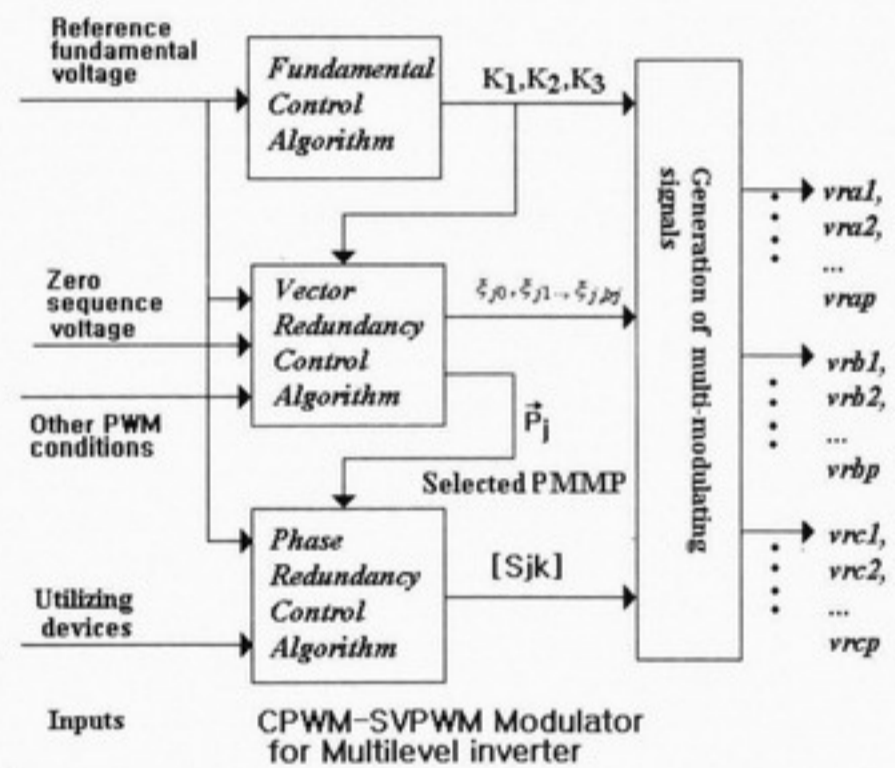 Reference
fundamental
voltage
Fundamental
Control
Algorithm
K1,K2,K3
Zero
sequence
voltage
Vector
Redundancy
Control
Algorithm
Other PWM
conditions
P⃗j
Selected PMMP
Phase
Redundancy
Control
Algorithm
[Sjk]
Utilizing
devices
Generation of multi-modulating
signals
vra1,
vra2,
...
vrap
vrb1,
vrb2,
...
vrbp
vrc1,
vrc2,
...
vrcp
Inputs
CPWM-SVPWM Modulator
for Multilevel inverter